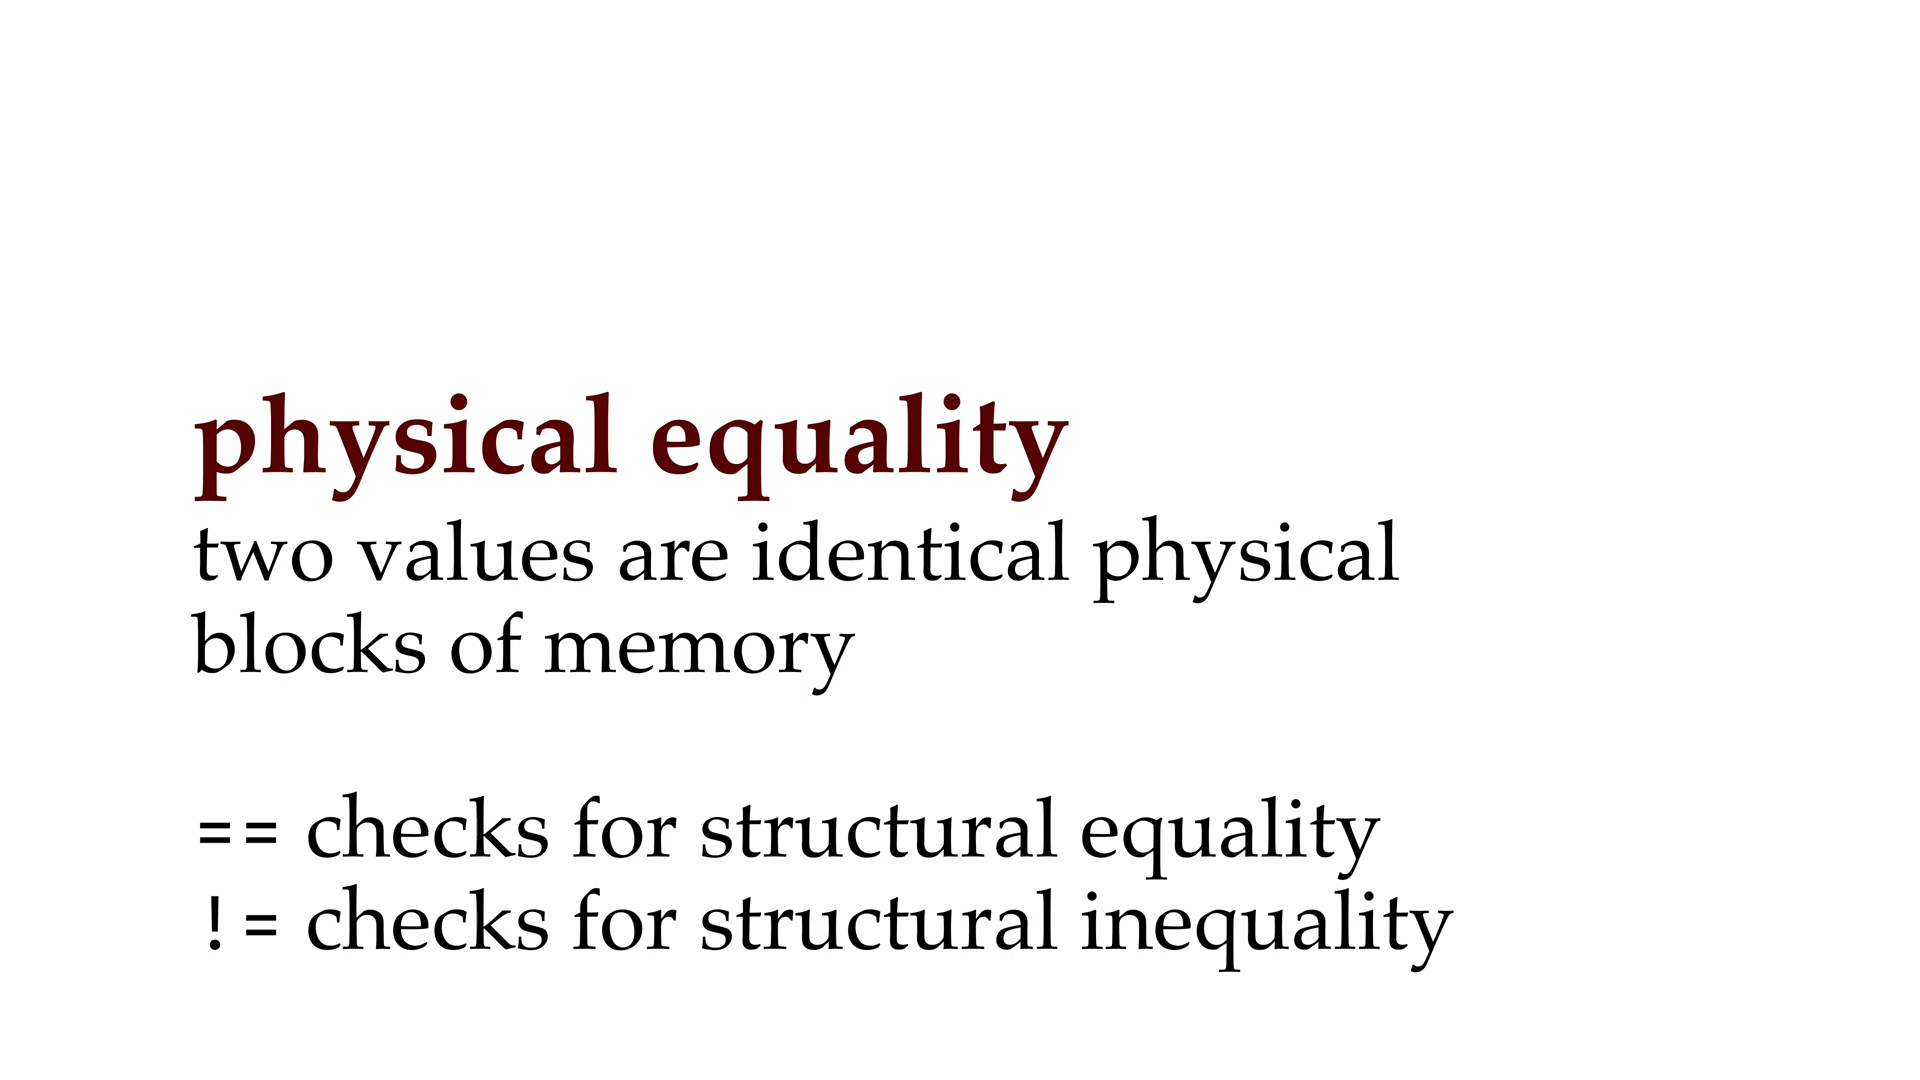 physical equality
two values are identical physical
blocks of memory
== checks for structural equality
!= checks for structural inequality